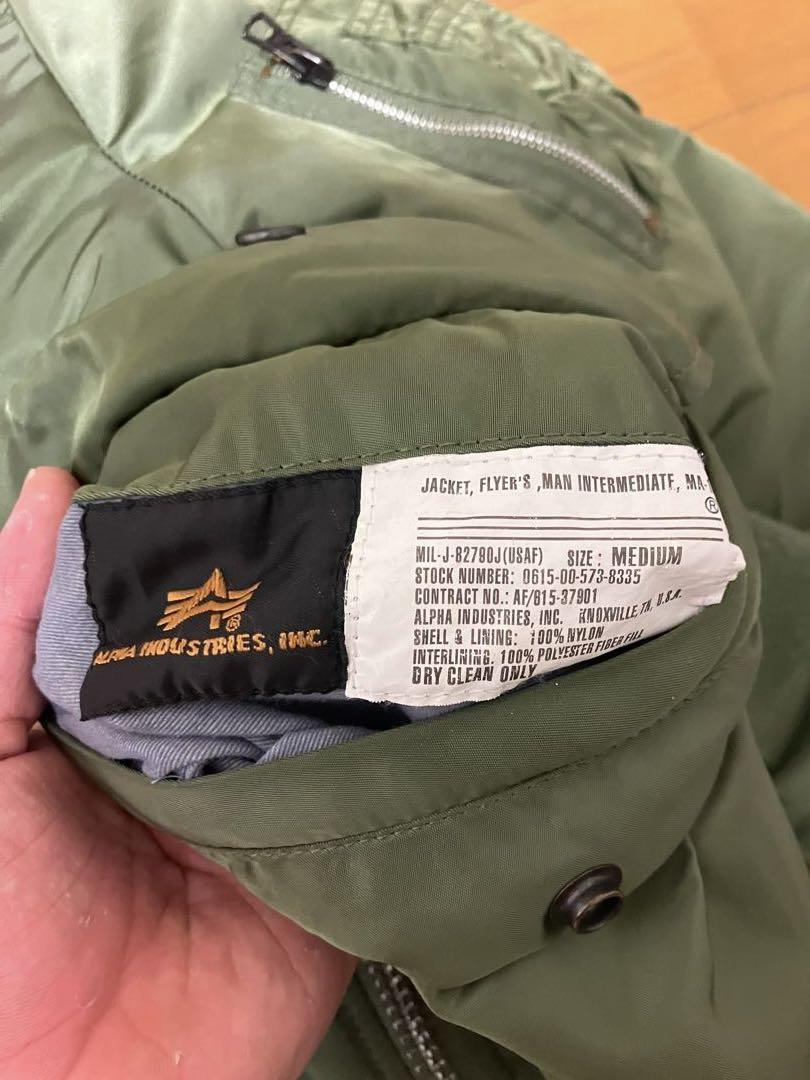 ALPHA INDUSTRIES, INC.
®
JACKET, FLYER'S ,MAN INTERMEDIATE, MA-
®
MIL-J-82780J(USAF) SIZE: MEDIUM
STOCK NUMBER: 0615-00-573-8335
CONTRACT NO.: AF/615-37901
ALPHA INDUSTRIES, INC. KNOXVILLE, TN, U.S.A.
SHELL & LINING: 100% NYLON
INTERLINING: 100% POLYESTER FIBER FILL
DRY CLEAN ONLY